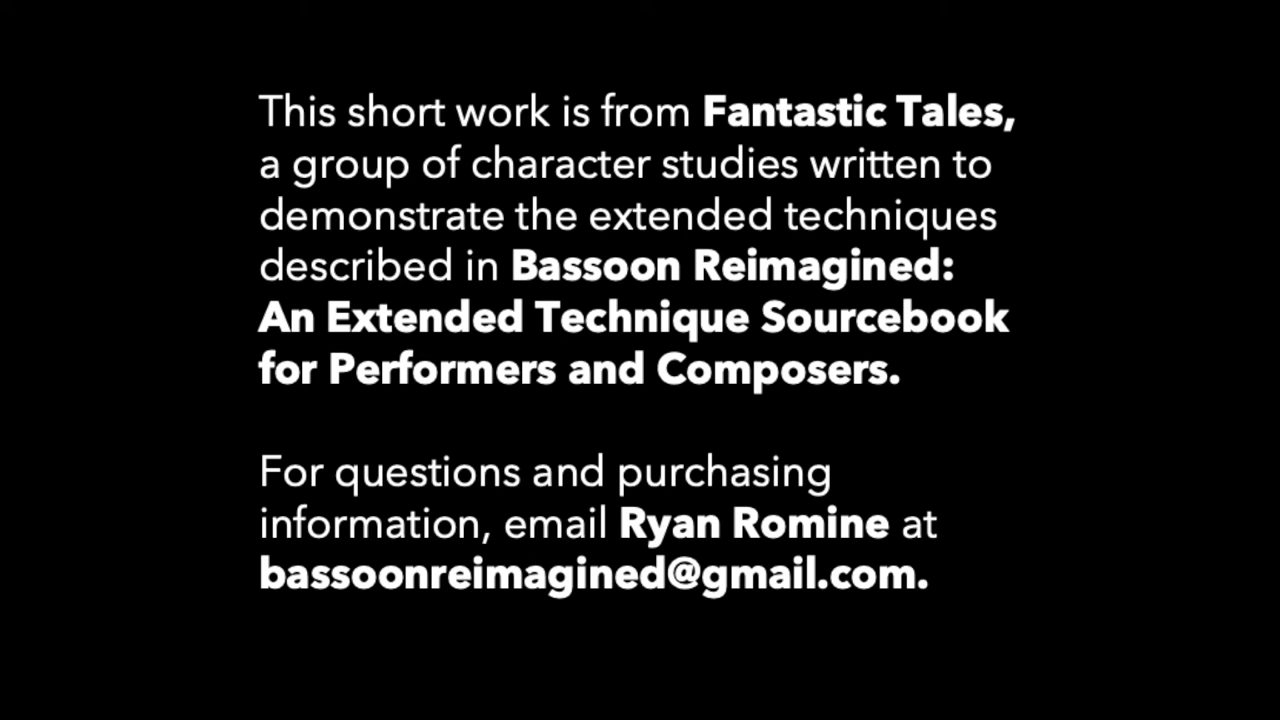 This short work is from Fantastic Tales,
a group of character studies written to
demonstrate the extended techniques
described in Bassoon Reimagined:
An Extended Technique Sourcebook
for Performers and Composers.
For questions and purchasing
information, email Ryan Romine at
bassoonreimagined@gmail.com.